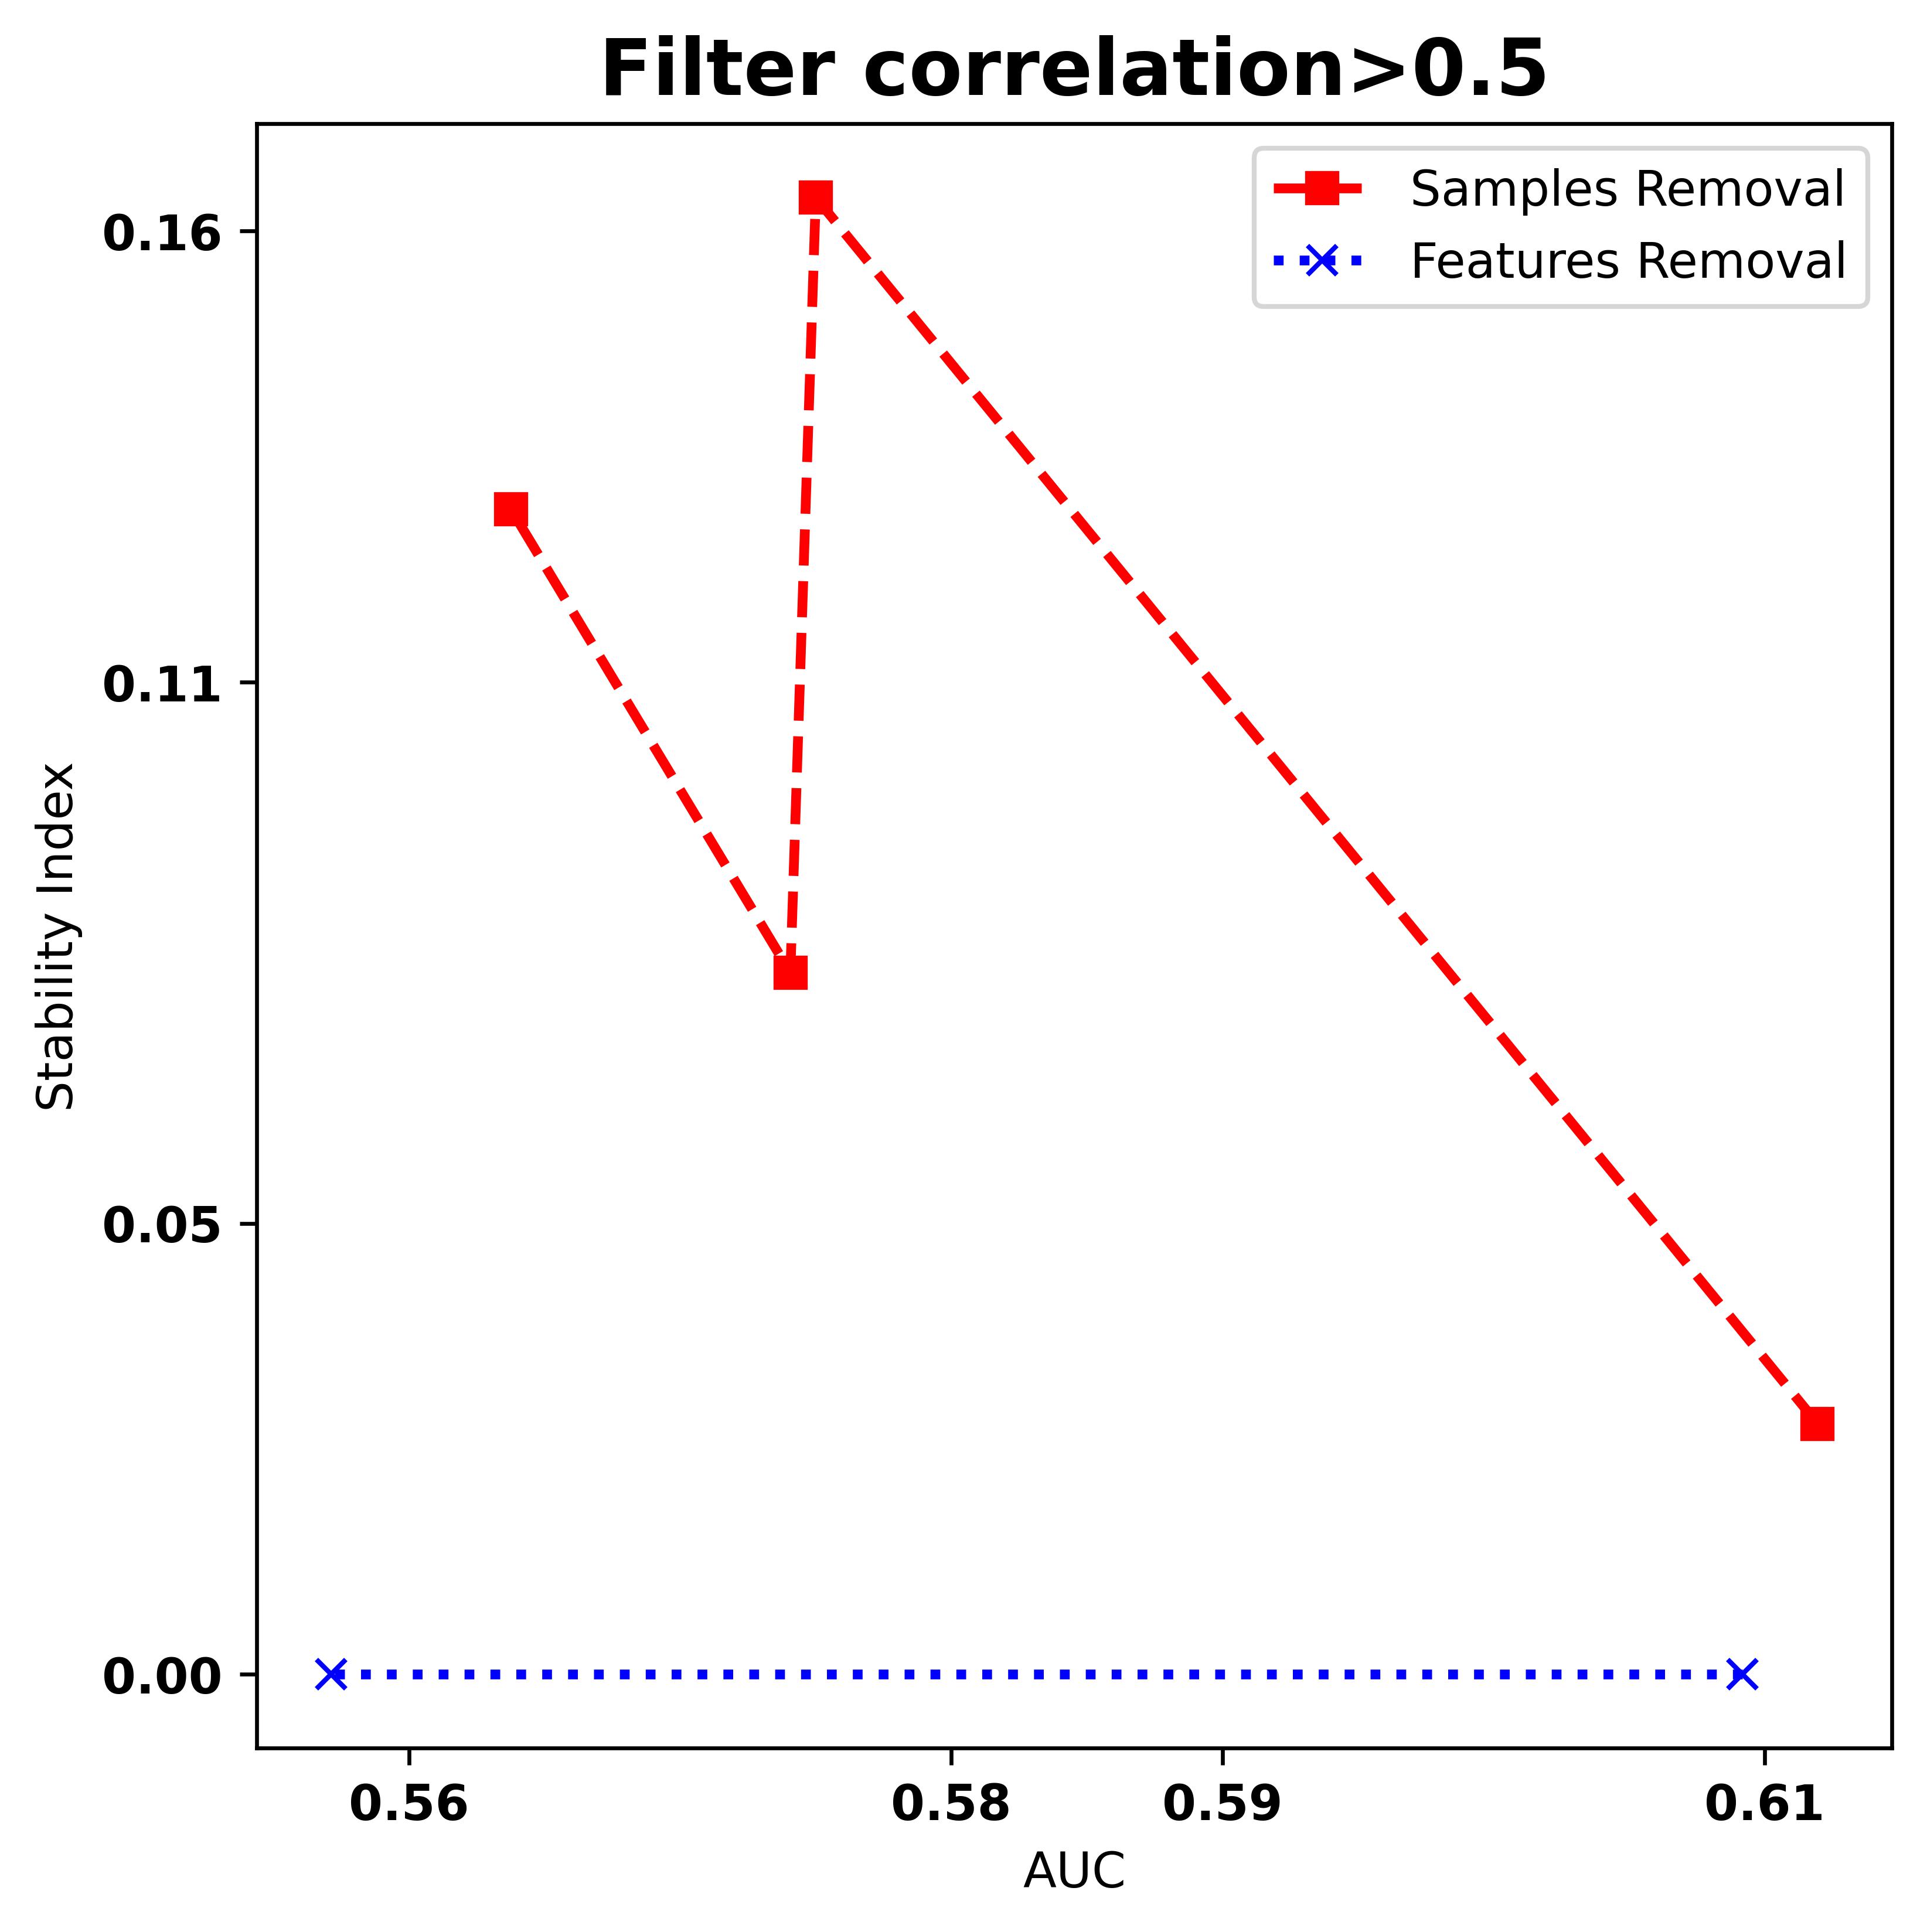 Filter correlation>0.5
Samples Removal
Features Removal
0.16
0.11
0.05
0.00
Stability Index
0.56 0.58 0.59 0.61
AUC